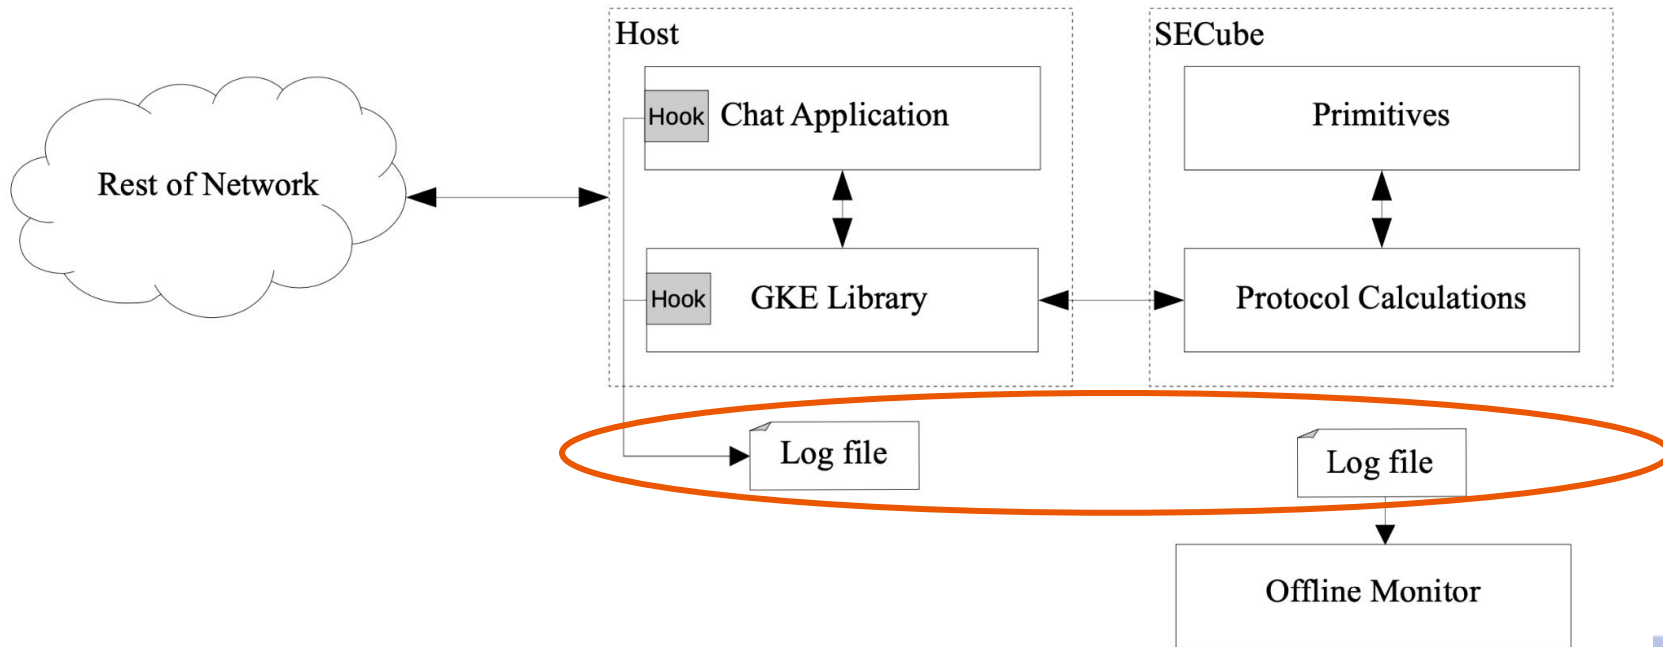 Host
SECube
Hook
Chat Application
Primitives
Rest of Network
Hook
GKE Library
Protocol Calculations
Log file
Log file
Offline Monitor